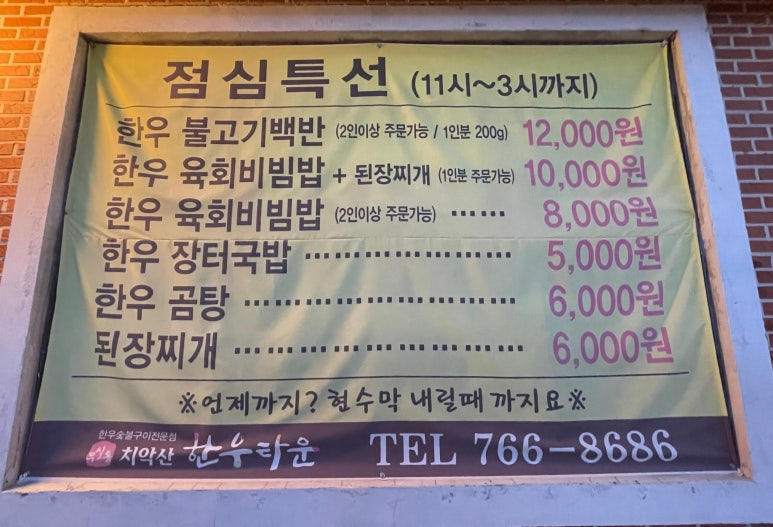 점심특선 (11시~3시까지)
한우 불고기백반 (2인이상 주문가능 / 1인분 200g) 12,000원
한우 육회비빔밥 + 된장찌개 (1인분 주문가능) 10,000원
한우 육회비빔밥 (2인이상 주문가능) ······ 8,000원
한우 장터국밥 ····················· 5,000원
한우 곰탕 ··························· 6,000원
된장찌개 ···························· 6,000원
※언제까지? 현수막 내릴때 까지요※
한우숯불구이전문점
치악산 한우타운 TEL 766-8686